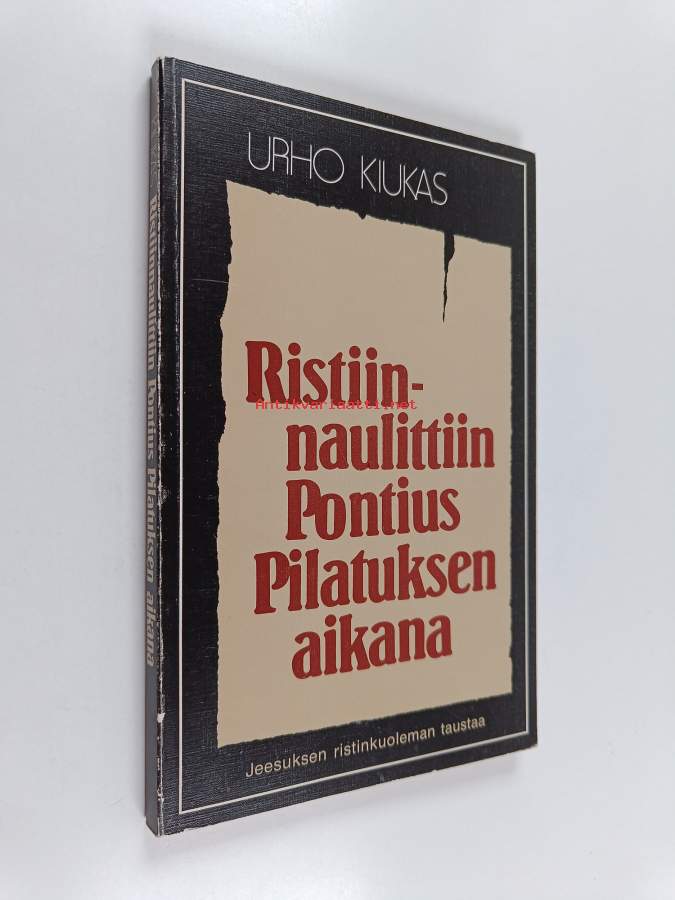 URHO KIUKAS
Ristiin-
naulittiin
Pontius
Pilatuksen
aikana
Jeesuksen ristinkuoleman taustaa
Ristiinnaulittiin Pontius Pilatuksen aikana
Antikvariaatti.net